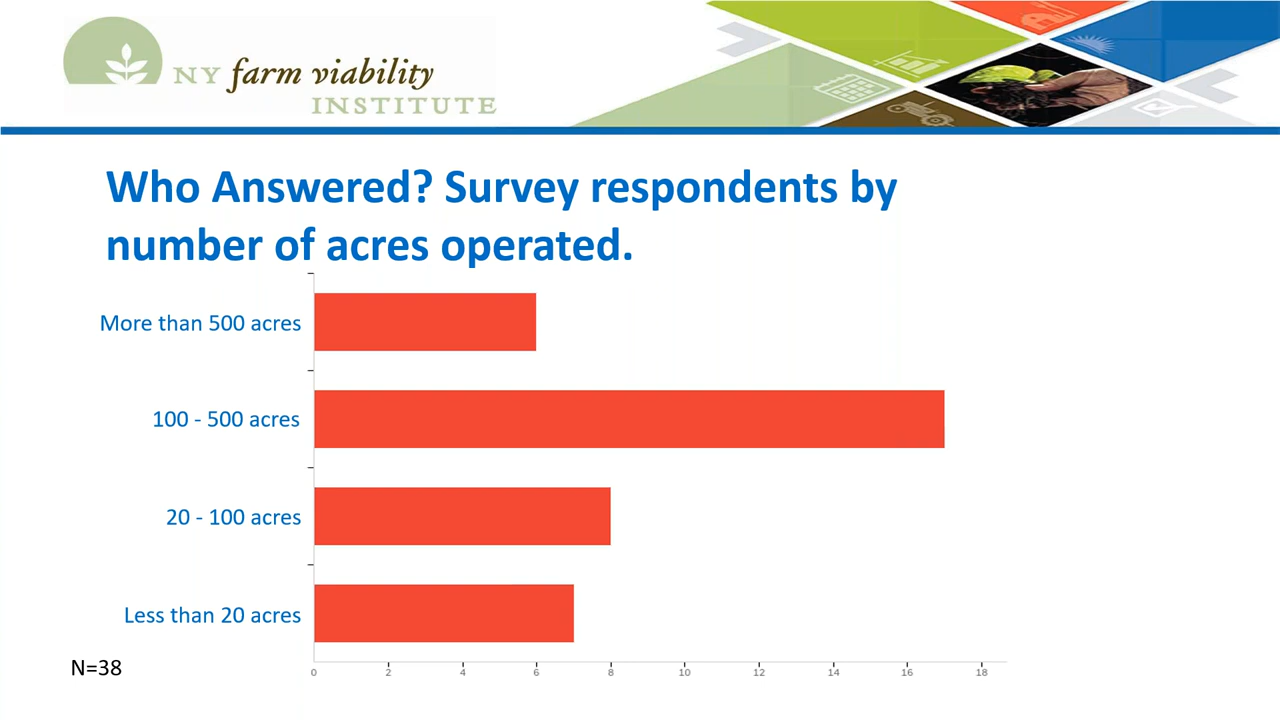 NY farm viability
INSTITUTE
Who Answered? Survey respondents by
number of acres operated.
More than 500 acres
100 - 500 acres
20 - 100 acres
Less than 20 acres
N=38
0 2 4 6 8 10 12 14 16 18